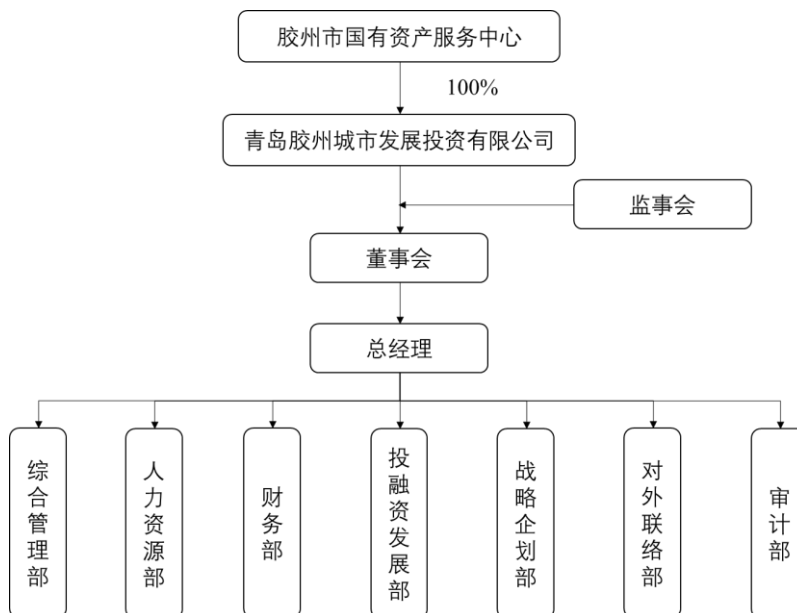 胶州市国有资产服务中心
100%
青岛胶州城市发展投资有限公司
监事会
董事会
总经理
综合管理部
人力资源部
财务部
投融资发展部
战略企划部
对外联络部
审计部